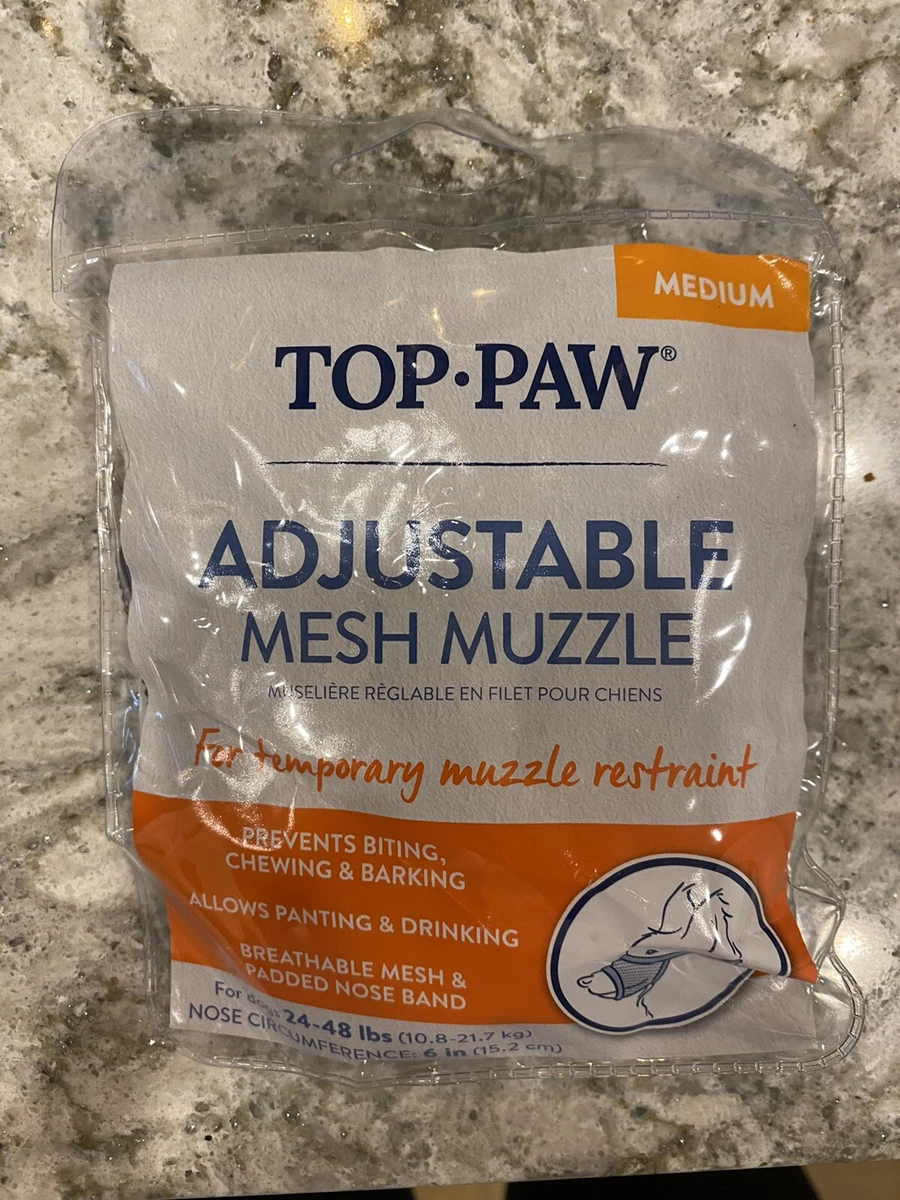 MEDIUM
TOP•PAW®
ADJUSTABLE
MESH MUZZLE
MUSELIÈRE RÈGLABLE EN FILET POUR CHIENS
For temporary muzzle restraint
PREVENTS BITING,
CHEWING & BARKING
ALLOWS PANTING & DRINKING
BREATHABLE MESH &
PADDED NOSE BAND
For dogs 24-48 lbs (10.8-21.7 kg)
NOSE CIRCUMFERENCE: 6 in (15.2 cm)